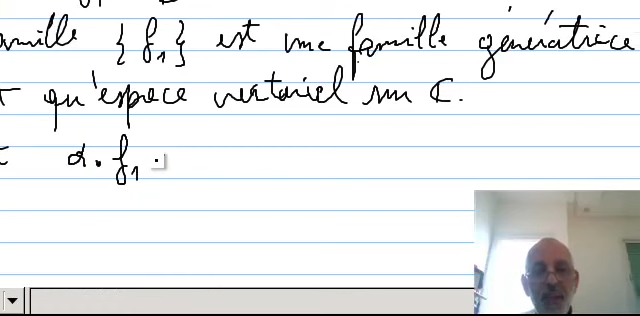 famille {f₁} est une famille génératrice
qu'espace vectoriel sur ℂ.
α. f₁